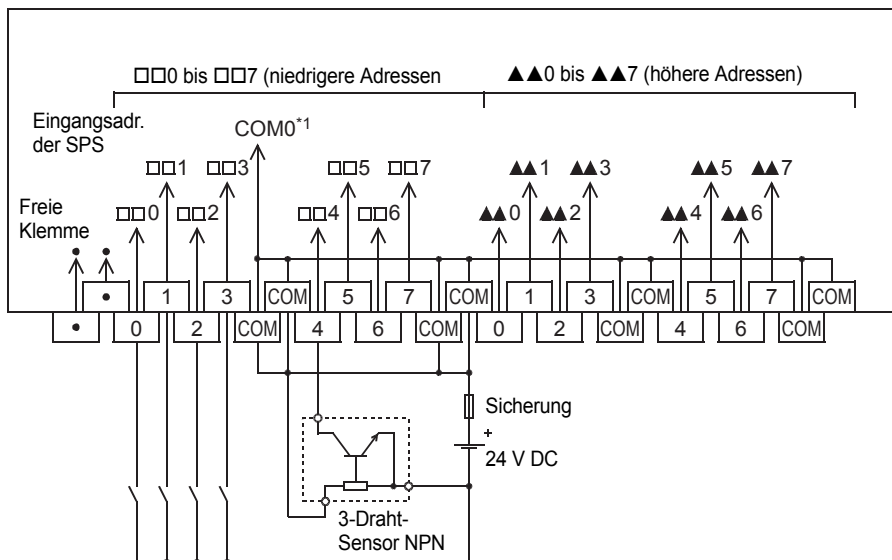 □□0 bis □□7 (niedrigere Adressen
▲▲0 bis ▲▲7 (höhere Adressen)
Eingangsadr.
der SPS
COM0*1
□□1
□□3
□□5
□□7
▲▲1
▲▲3
▲▲5
▲▲7
Freie
Klemme
□□0
□□2
□□4
□□6
▲▲0
▲▲2
▲▲4
▲▲6
• 1 3 COM 5 7 COM 1 3 COM 5 7 COM
• 0 2 COM 4 6 COM 0 2 COM 4 6 COM
Sicherung
+
24 V DC
3-Draht-
Sensor NPN